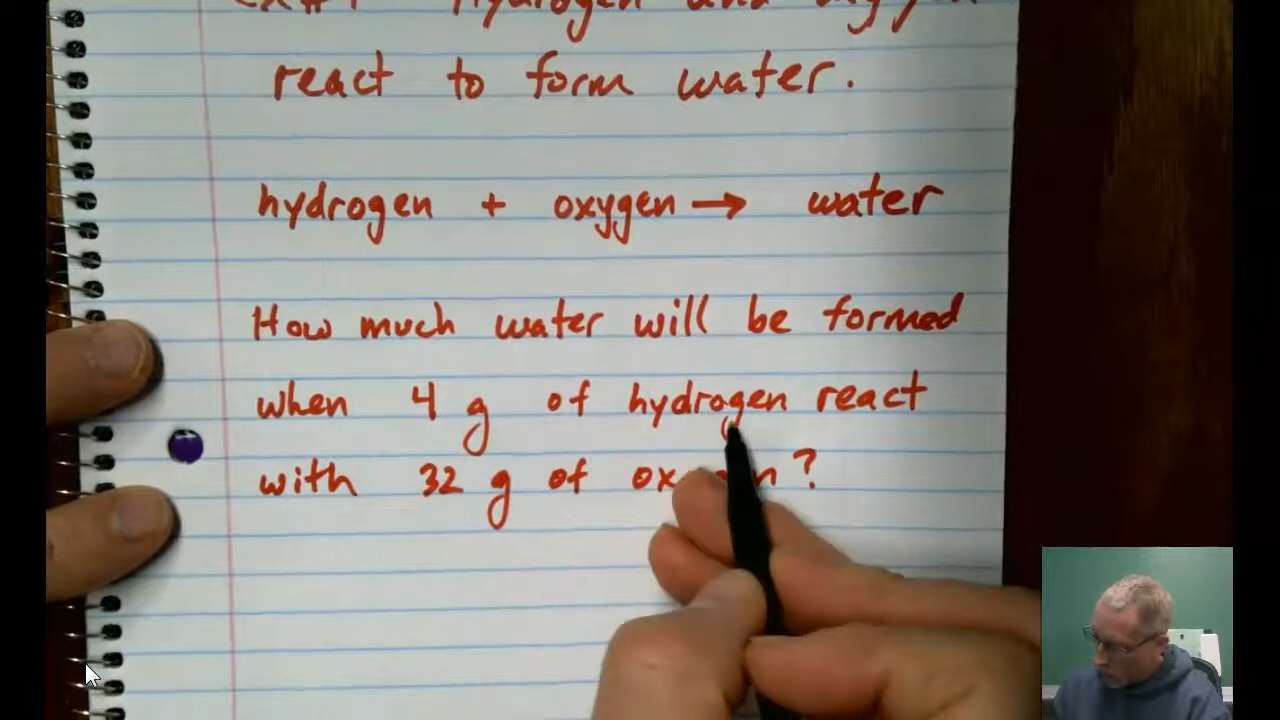 react to form water.
hydrogen + oxygen → water
How much water will be formed
when 4 g of hydrogen react
with 32 g of ?